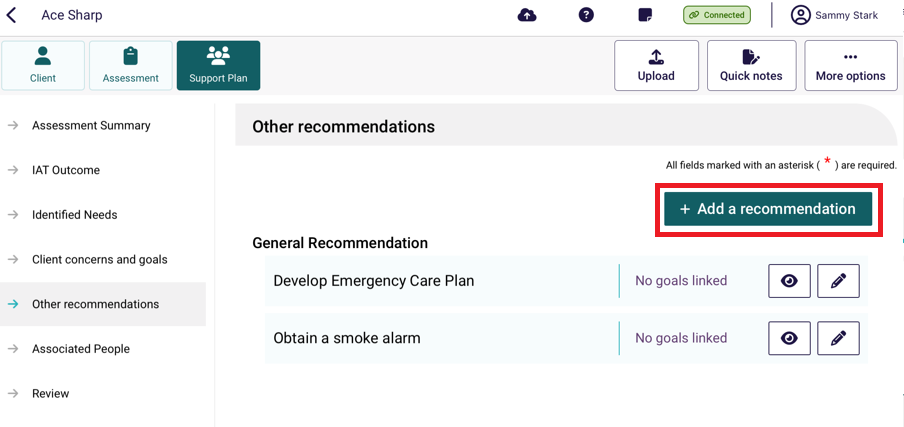 Ace Sharp
Connected
Sammy Stark
Client
Assessment
Support Plan
Upload
Quick notes
More options
Assessment Summary
IAT Outcome
Identified Needs
Client concerns and goals
Other recommendations
Associated People
Review
Other recommendations
All fields marked with an asterisk ( * ) are required.
+ Add a recommendation
General Recommendation
Develop Emergency Care Plan
No goals linked
Obtain a smoke alarm
No goals linked